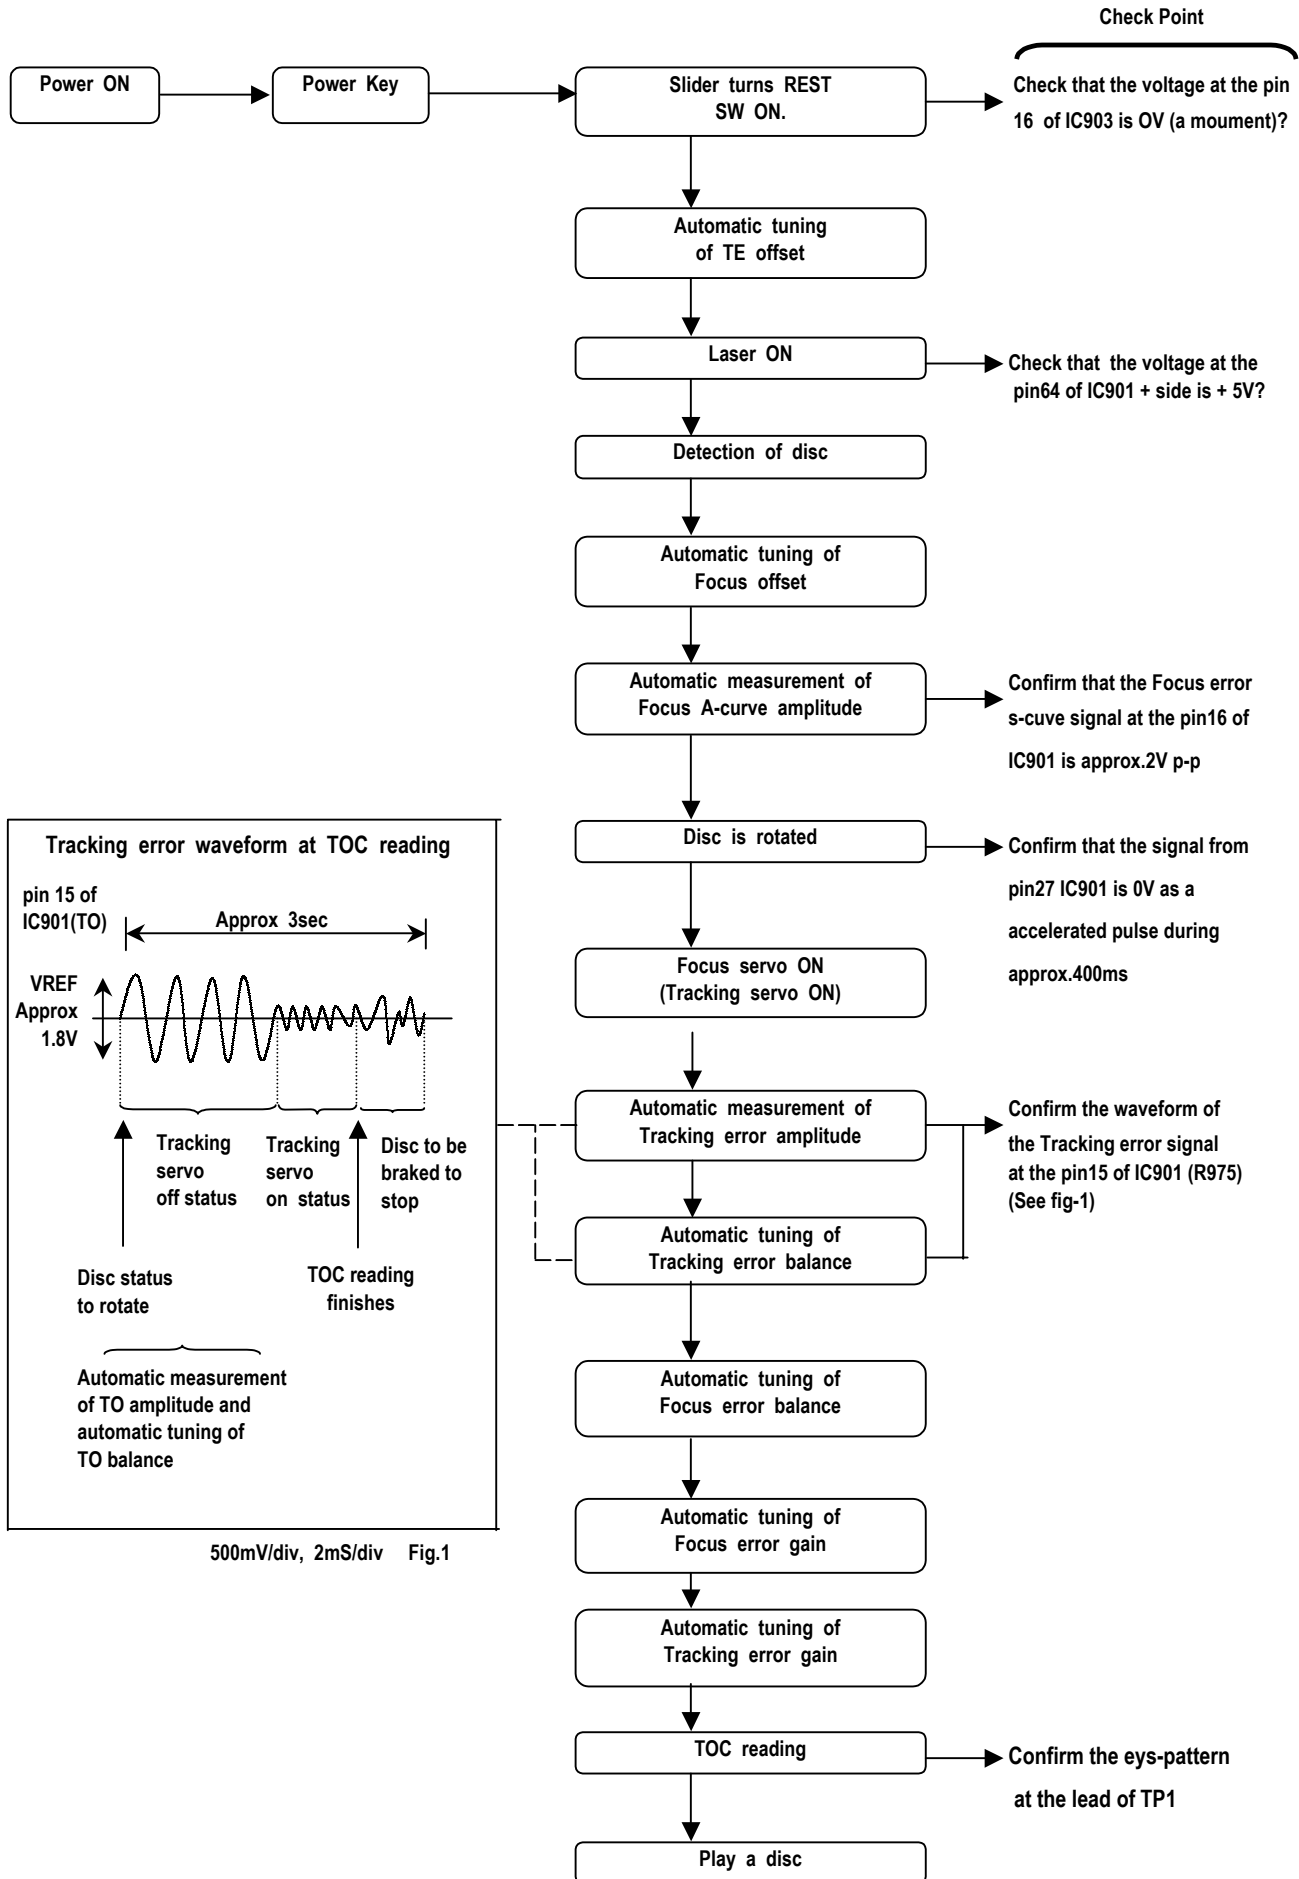 Check Point
Power ON
Power Key
Slider turns REST
SW ON.
Check that the voltage at the pin
16 of IC903 is OV (a moument)?
Automatic tuning
of TE offset
Laser ON
Check that the voltage at the
pin64 of IC901 + side is + 5V?
Detection of disc
Automatic tuning of
Focus offset
Automatic measurement of
Focus A-curve amplitude
Confirm that the Focus error
s-cuve signal at the pin16 of
IC901 is approx.2V p-p
Disc is rotated
Confirm that the signal from
pin27 IC901 is 0V as a
accelerated pulse during
approx.400ms
Focus servo ON
(Tracking servo ON)
Automatic measurement of
Tracking error amplitude
Confirm the waveform of
the Tracking error signal
at the pin15 of IC901 (R975)
(See fig-1)
Automatic tuning of
Tracking error balance
Automatic tuning of
Focus error balance
Automatic tuning of
Focus error gain
Automatic tuning of
Tracking error gain
TOC reading
Confirm the eys-pattern
at the lead of TP1
Play a disc
Tracking error waveform at TOC reading
pin 15 of
IC901(TO)
Approx 3sec
VREF
Approx
1.8V
Tracking
servo
off status
Tracking
servo
on status
Disc to be
braked to
stop
Disc status
to rotate
TOC reading
finishes
Automatic measurement
of TO amplitude and
automatic tuning of
TO balance
500mV/div, 2mS/div Fig.1